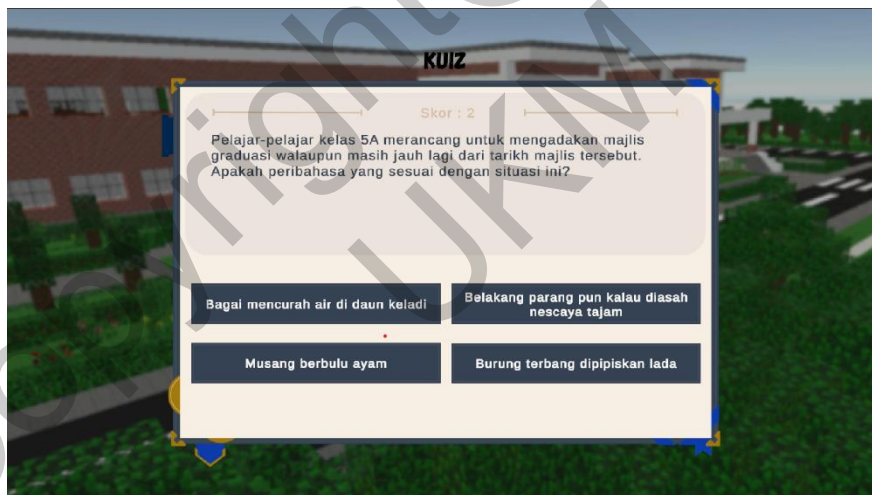 KUIZ
Skor : 2
Pelajar-pelajar kelas 5A merancang untuk mengadakan majlis
graduasi walaupun masih jauh lagi dari tarikh majlis tersebut.
Apakah peribahasa yang sesuai dengan situasi ini?
Bagai mencurah air di daun keladi
Belakang parang pun kalau diasah
nescaya tajam
Musang berbulu ayam
Burung terbang dipipiskan lada
Copyright
UKM